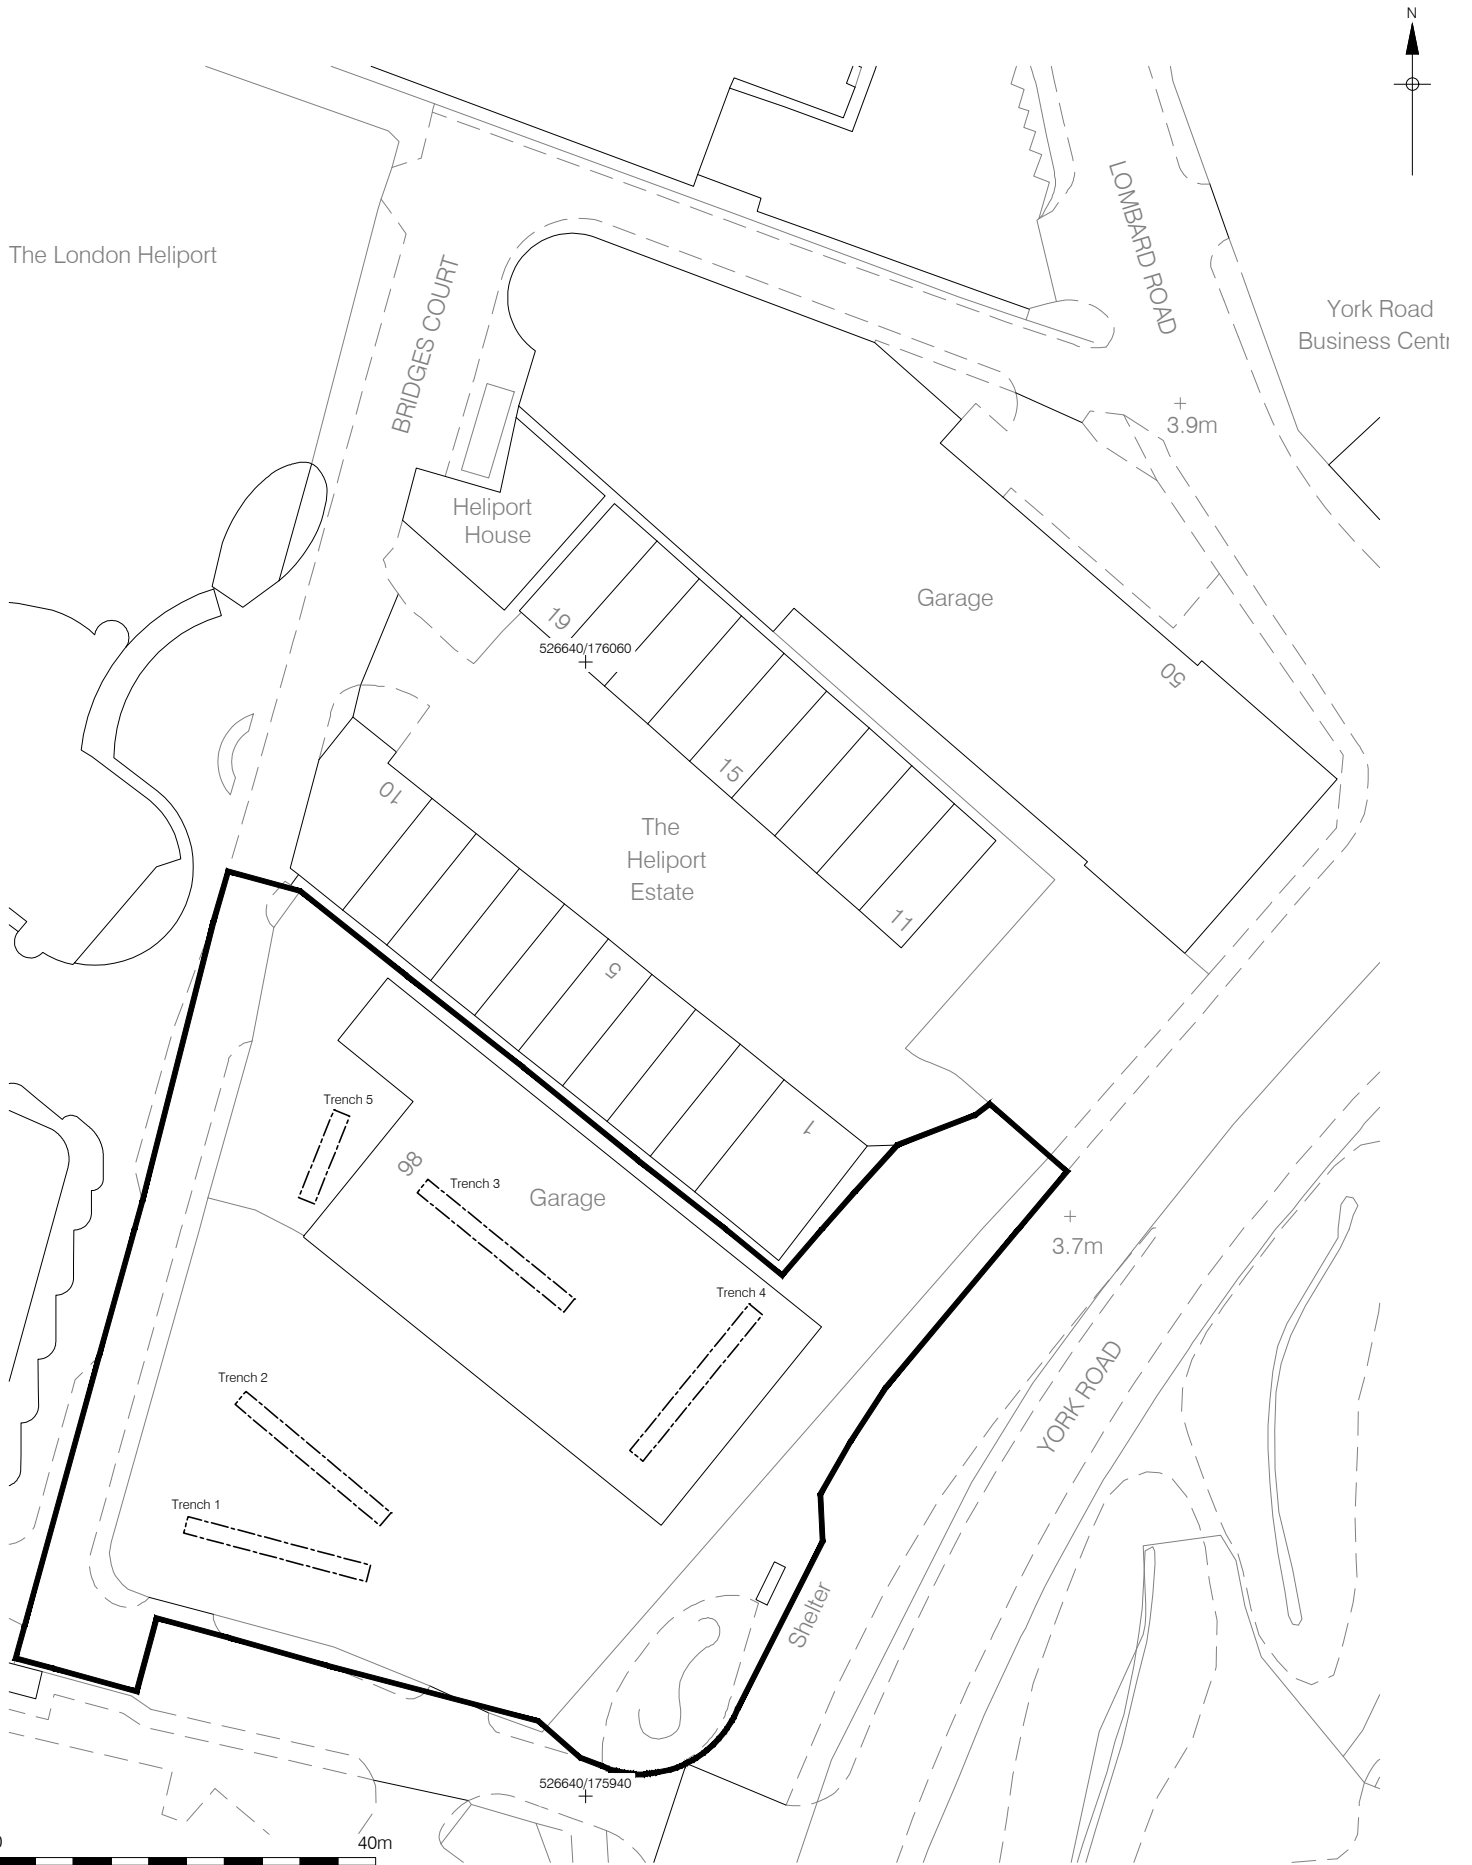 N
LOMBARD ROAD
The London Heliport
BRIDGES COURT
York Road
Business Centr
3.9m
Heliport
House
Garage
19
526640/176060
50
15
10
The
Heliport
Estate
11
5
Trench 5
1
98
Trench 3
Garage
3.7m
Trench 4
YORK ROAD
Trench 2
Trench 1
Shelter
526640/175940
0
40m